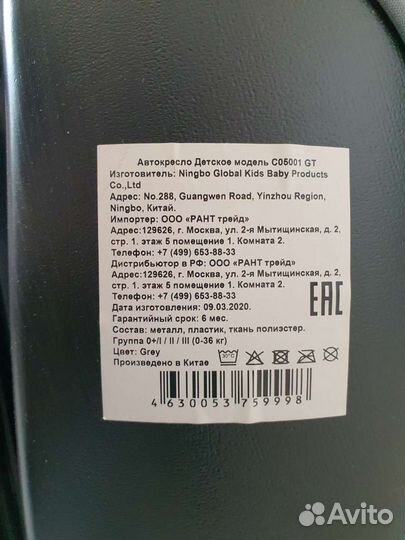 Автокресло Детское модель C05001 GT
Изготовитель: Ningbo Global Kids Baby Products
Co.,Ltd
Адрес: No.288, Guangwen Road, Yinzhou Region,
Ningbo, Китай.
Импортер: ООО «РАНТ трейд»
Адрес:129626, г. Москва, ул. 2-я Мытищинская, д. 2,
стр. 1. этаж 5 помещение 1. Комната 2.
Телефон: +7 (499) 653-88-33
Дистрибьютор в РФ: ООО «РАНТ трейд»
Адрес:129626, г. Москва, ул. 2-я Мытищинская, д. 2,
стр. 1. этаж 5 помещение 1. Комната 2.
Телефон: +7 (499) 653-88-33
Дата изготовления: 09.03.2020.
Гарантийный срок: 6 мес.
Состав: металл, пластик, ткань полиэстер.
Группа 0+/I / II / III (0-36 кг)
Цвет: Grey
Произведено в Китае
EAC
30°C
4 630053 759998
Avito